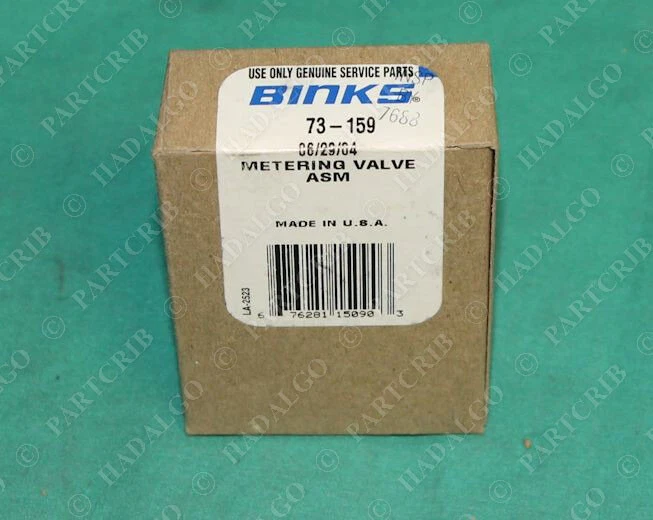 USE ONLY GENUINE SERVICE PARTS
BINKS®
INSP
7688
73-159
06/29/04
METERING VALVE
ASM
MADE IN U.S.A.
LA-2523
6 76281 15090 3
© PARTCRIB
© HADALGO